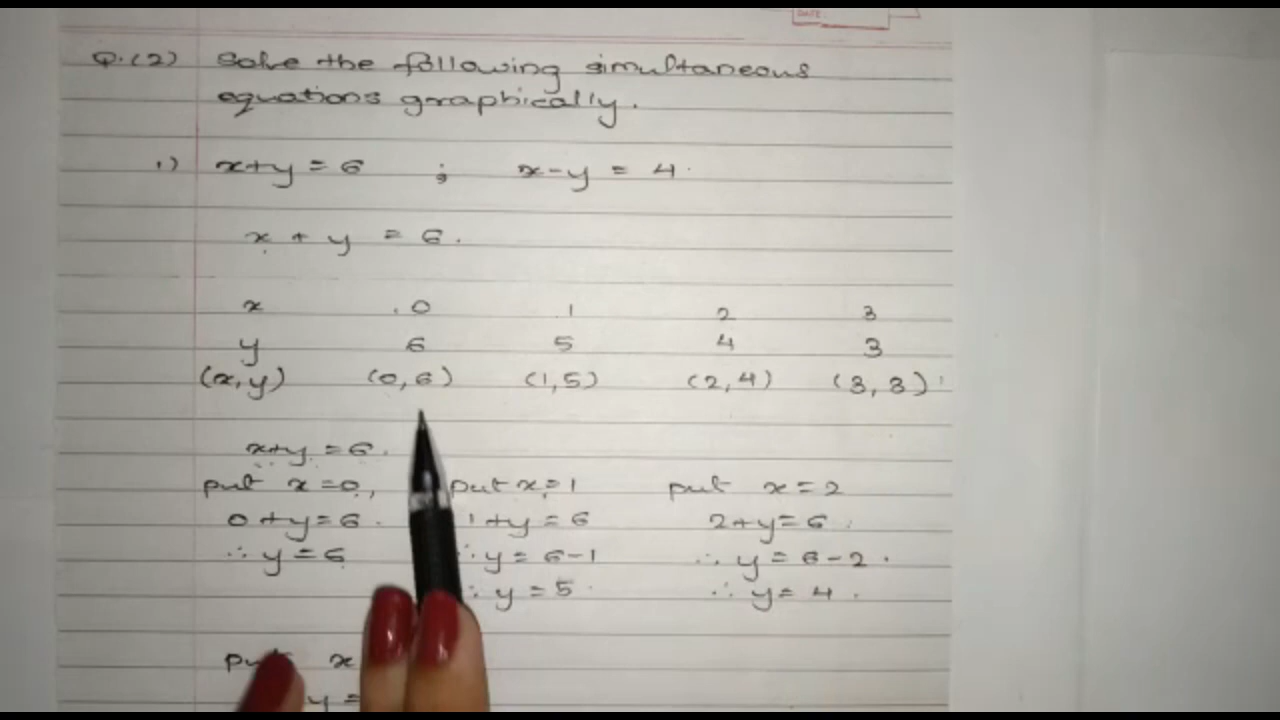 DATE:
Q.(2) Solve the following simultaneous
equations graphically.
1) x+y = 6 ; x-y = 4.
x + y = 6.
x 0 1 2 3
y 6 5 4 3
(x,y) (0,6) (1,5) (2,4) (3,3)
x+y = 6.
put x=0, put x=1 put x=2
0+y=6. 1+y=6 2+y=6.
∴ y=6 ∴ y=6-1 ∴ y=6-2.
∴ y=5. ∴ y=4.
put x
y =